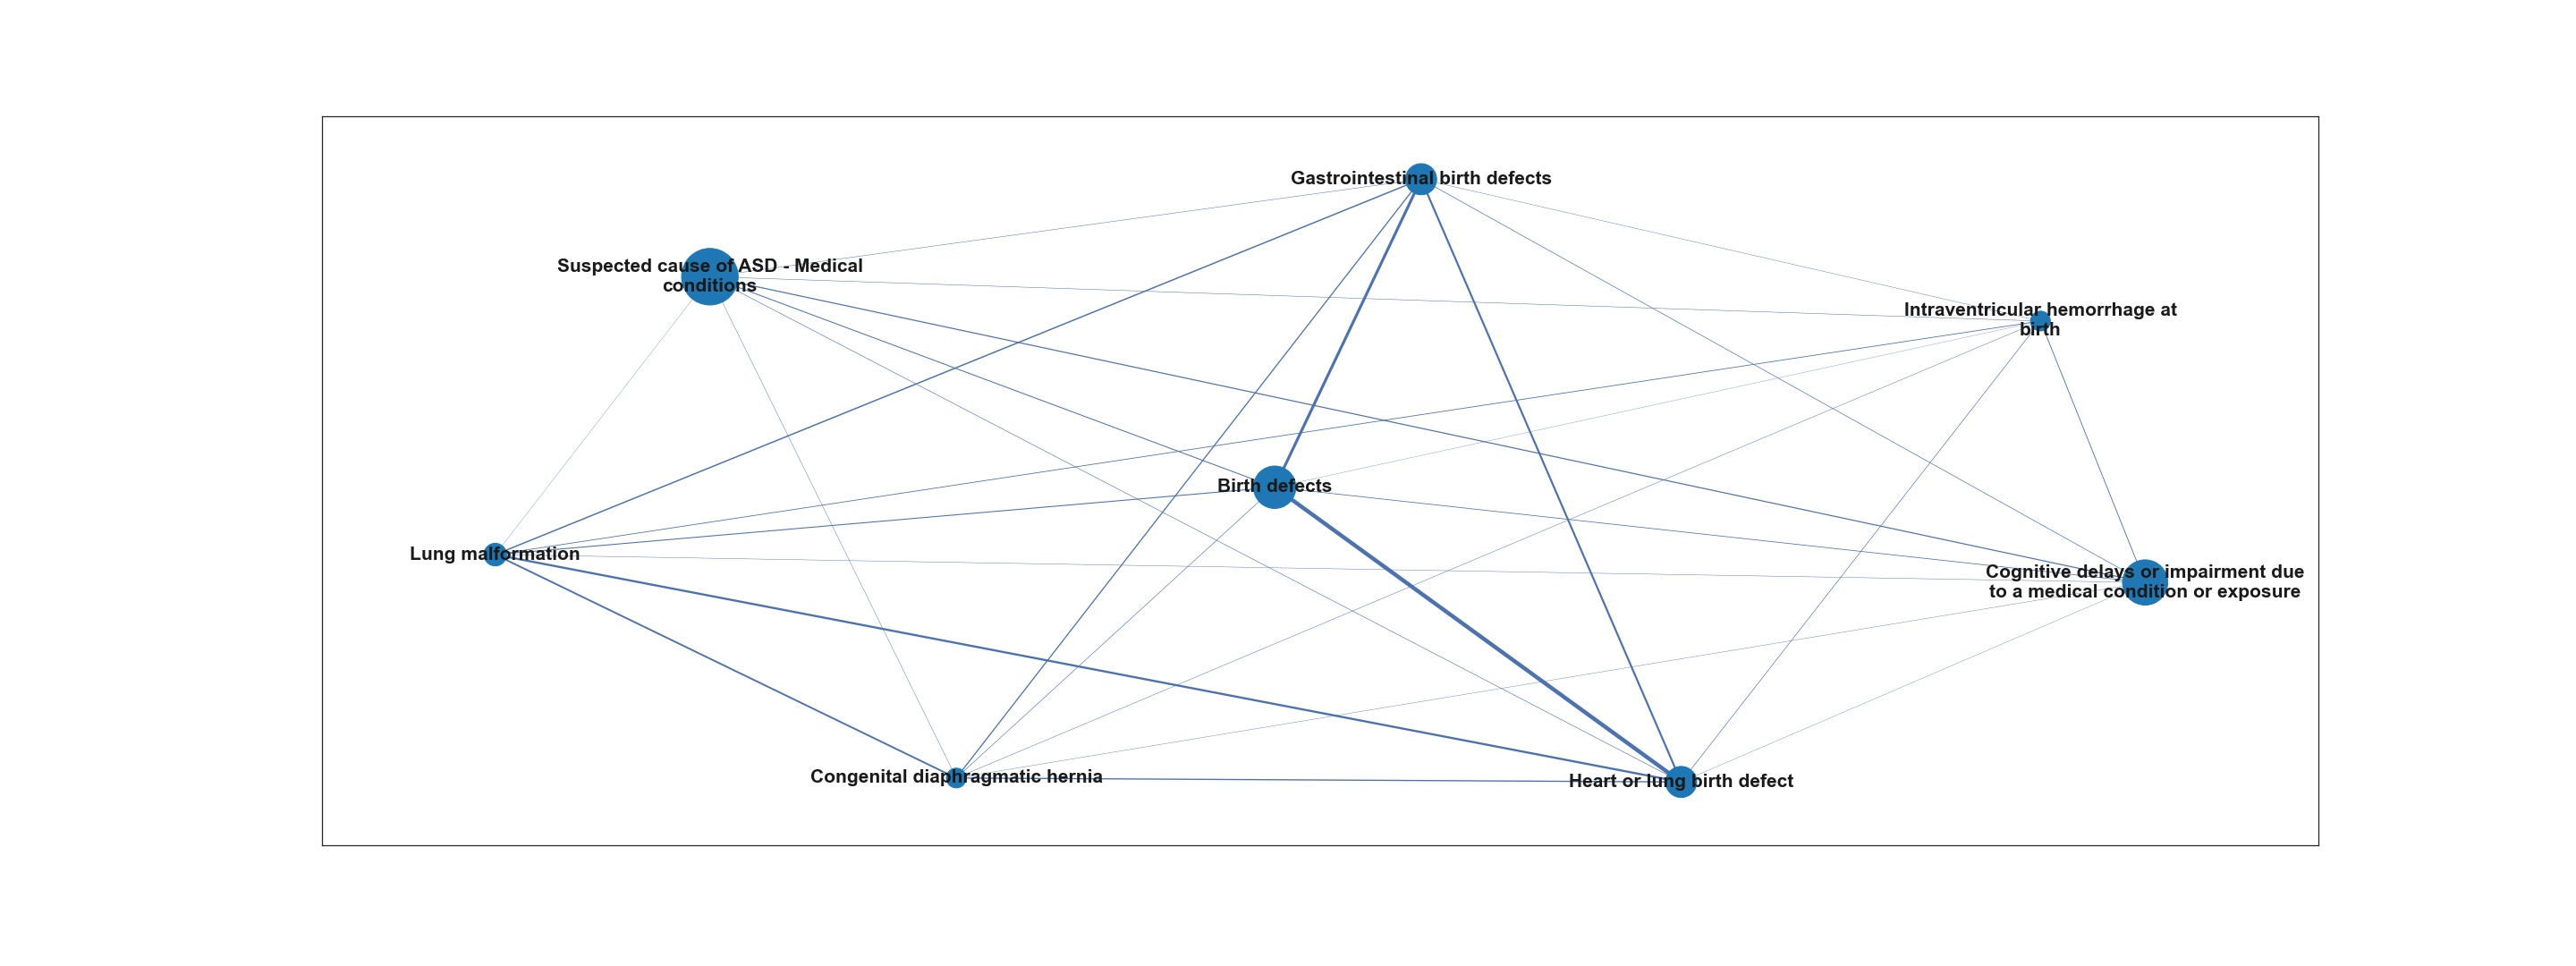 Gastrointestinal birth defects
Suspected cause of ASD - Medical
conditions
Intraventricular hemorrhage at
birth
Birth defects
Lung malformation
Cognitive delays or impairment due
to a medical condition or exposure
Congenital diaphragmatic hernia
Heart or lung birth defect